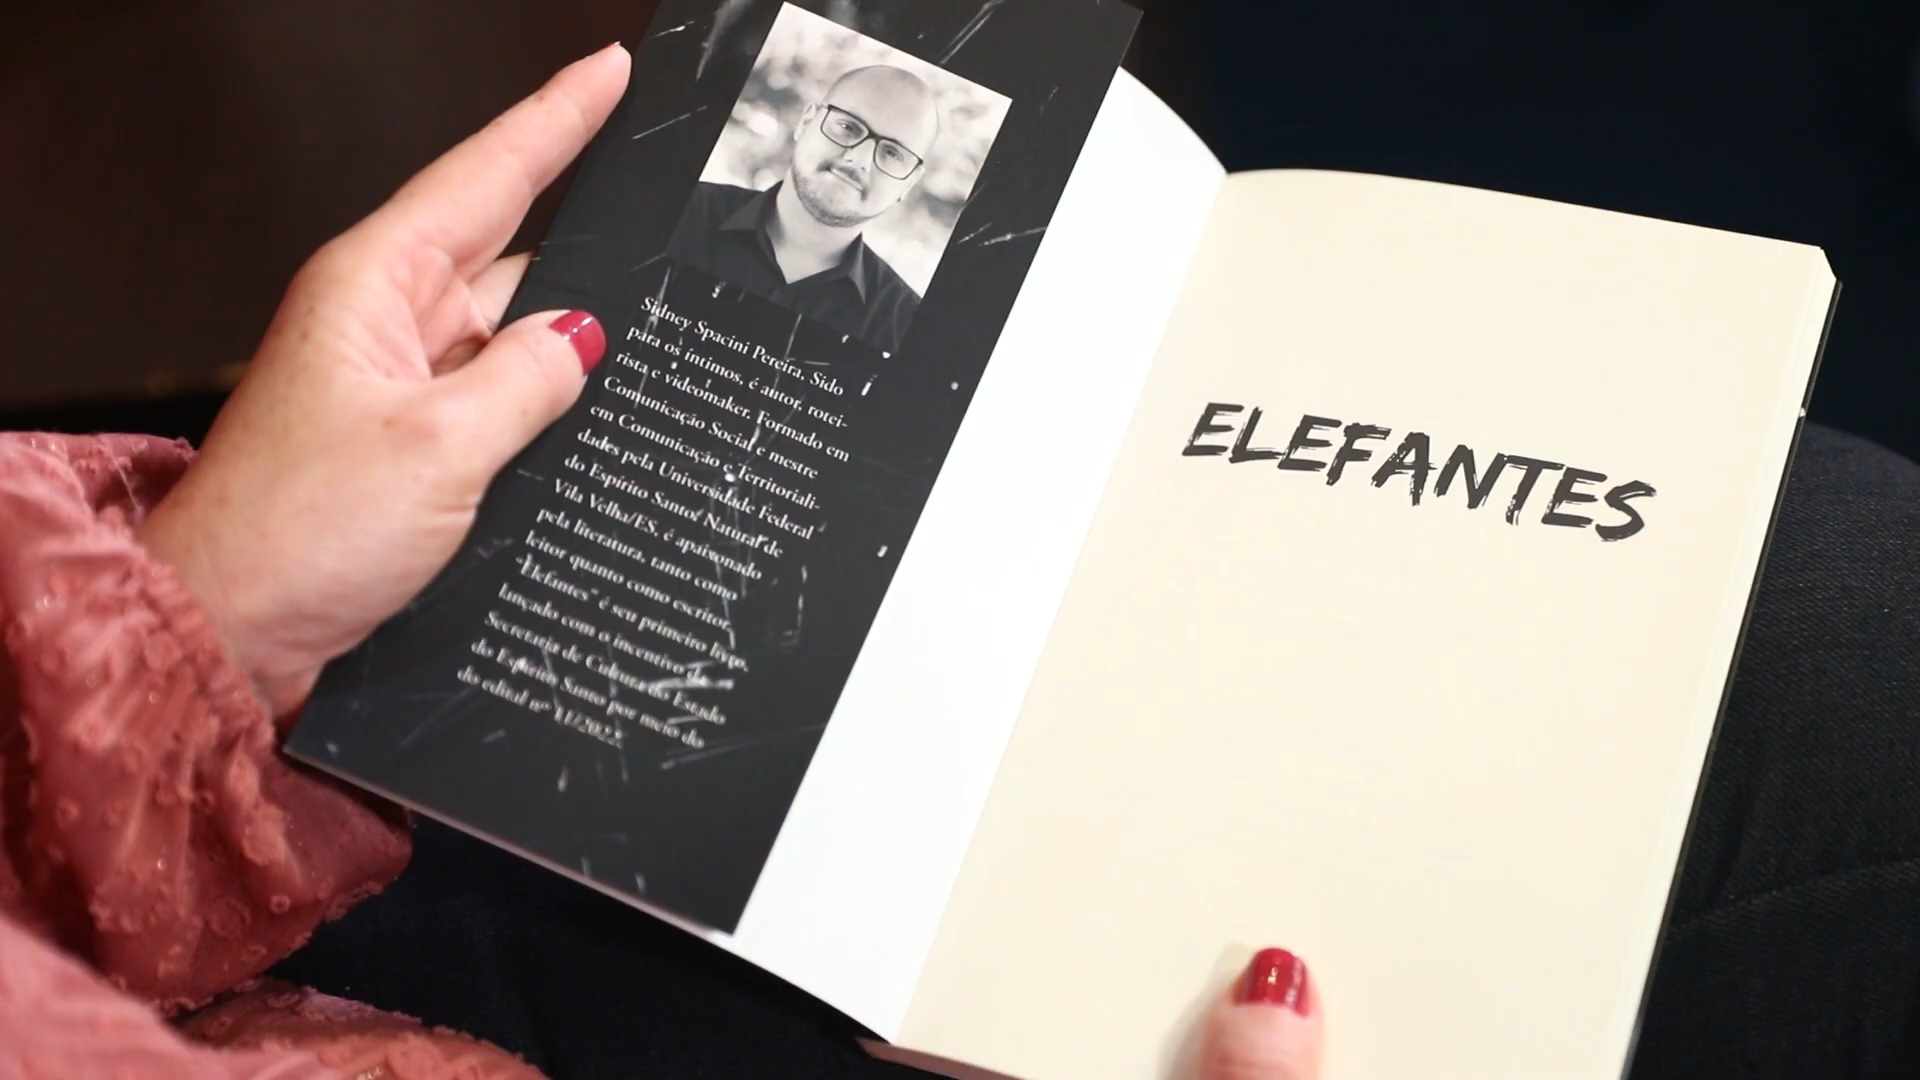 Sidney Spacini Pereira, Sido
para os íntimos, é autor, rotei-
rista e videomaker. Formado em
Comunicação Social e mestre
em Comunicação e Territoriali-
dades pela Universidade Federal
do Espírito Santo. Natural de
Vila Velha/ES, é apaixonado
pela literatura, tanto como
leitor quanto como escritor.
"Elefantes" é seu primeiro livro,
lançado com o incentivo da
Secretaria de Cultura do Estado
do Espírito Santo por meio do
do edital nº
ELEFANTES